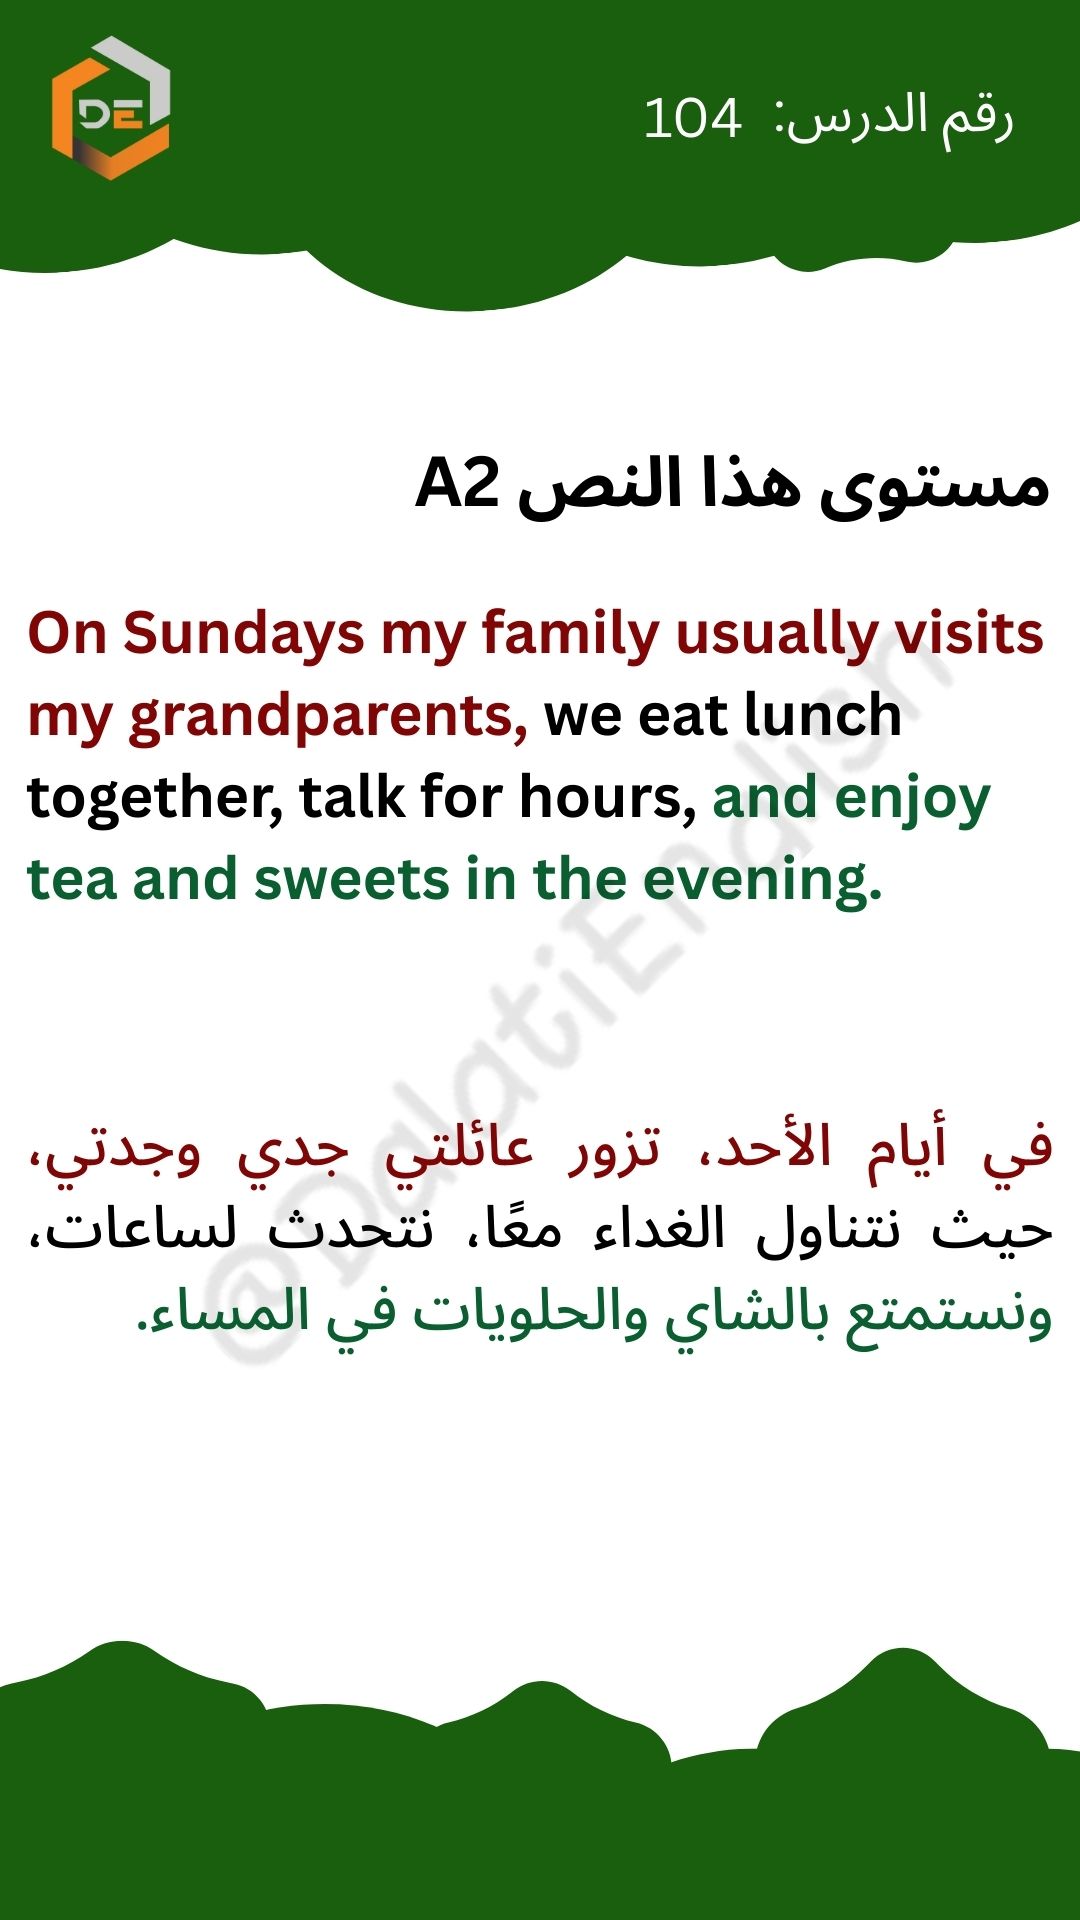 DE
رقم الدرس: 104
مستوى هذا النص A2
On Sundays my family usually visits
my grandparents, we eat lunch
together, talk for hours, and enjoy
tea and sweets in the evening.
في أيام الأحد، تزور عائلتي جدي وجدتي،
حيث نتناول الغداء معًا، نتحدث لساعات،
ونستمتع بالشاي والحلويات في المساء.
@DalatiEnglish